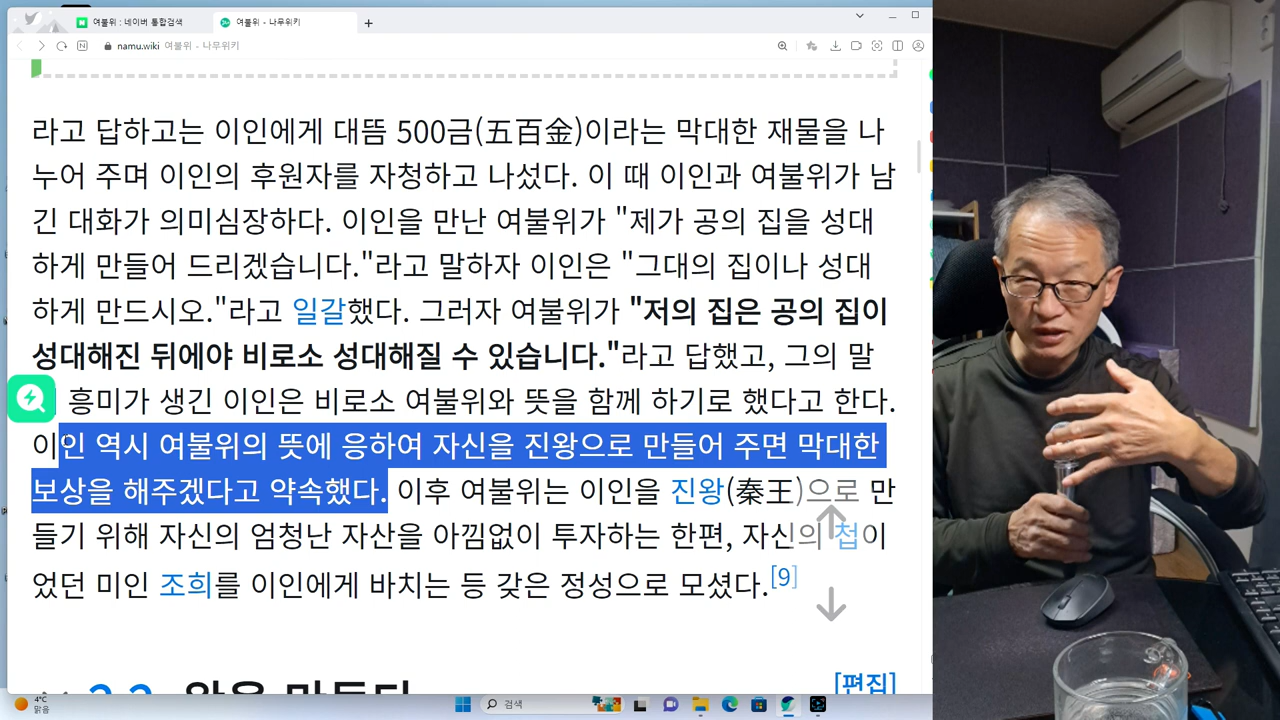 여불위 : 네이버 통합검색
여불위 - 나무위키
namu.wiki 여불위 - 나무위키
라고 답하고는 이인에게 대뜸 500금(五百金)이라는 막대한 재물을 나
누어 주며 이인의 후원자를 자청하고 나섰다. 이 때 이인과 여불위가 남
긴 대화가 의미심장하다. 이인을 만난 여불위가 "제가 공의 집을 성대
하게 만들어 드리겠습니다."라고 말하자 이인은 "그대의 집이나 성대
하게 만드시오."라고 일갈했다. 그러자 여불위가 "저의 집은 공의 집이
성대해진 뒤에야 비로소 성대해질 수 있습니다."라고 답했고, 그의 말
흥미가 생긴 이인은 비로소 여불위와 뜻을 함께 하기로 했다고 한다.
이인 역시 여불위의 뜻에 응하여 자신을 진왕으로 만들어 주면 막대한
보상을 해주겠다고 약속했다. 이후 여불위는 이인을 진왕(秦王)으로 만
들기 위해 자신의 엄청난 자산을 아낌없이 투자하는 한편, 자신의 첩이
었던 미인 조희를 이인에게 바치는 등 갖은 정성으로 모셨다.[9]
[편집]
4°C
맑음
검색